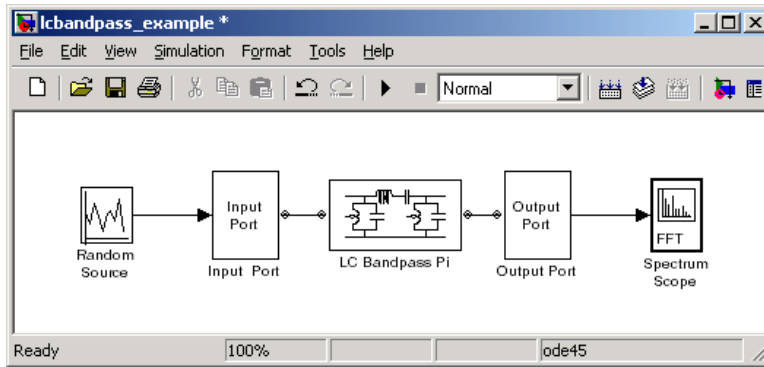 lcbandpass_example *
File Edit View Simulation Format Tools Help
Normal
Input
Port
Output
Port
FFT
Random
Source
Input Port
LC Bandpass Pi
Output Port
Spectrum
Scope
Ready 100% ode45